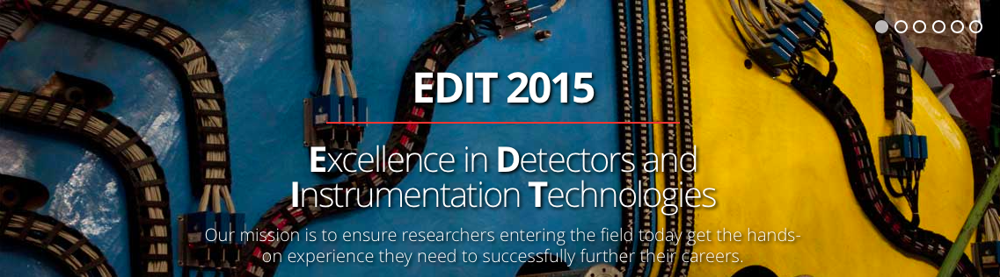 EDIT 2015
Excellence in Detectors and
Instrumentation Technologies
Our mission is to ensure researchers entering the field today get the hands-
on experience they need to successfully further their careers.